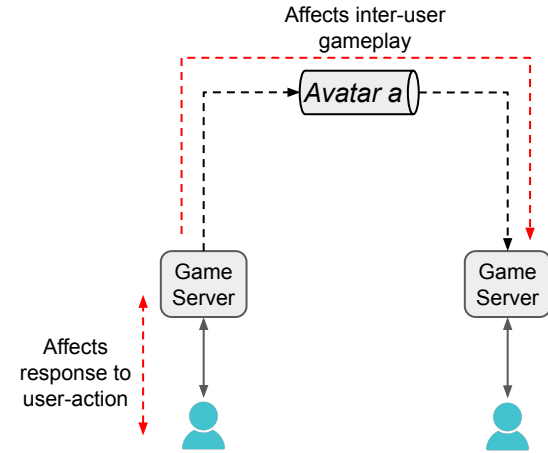 Affects inter-user
gameplay
Avatar a
Game
Server
Game
Server
Affects
response to
user-action